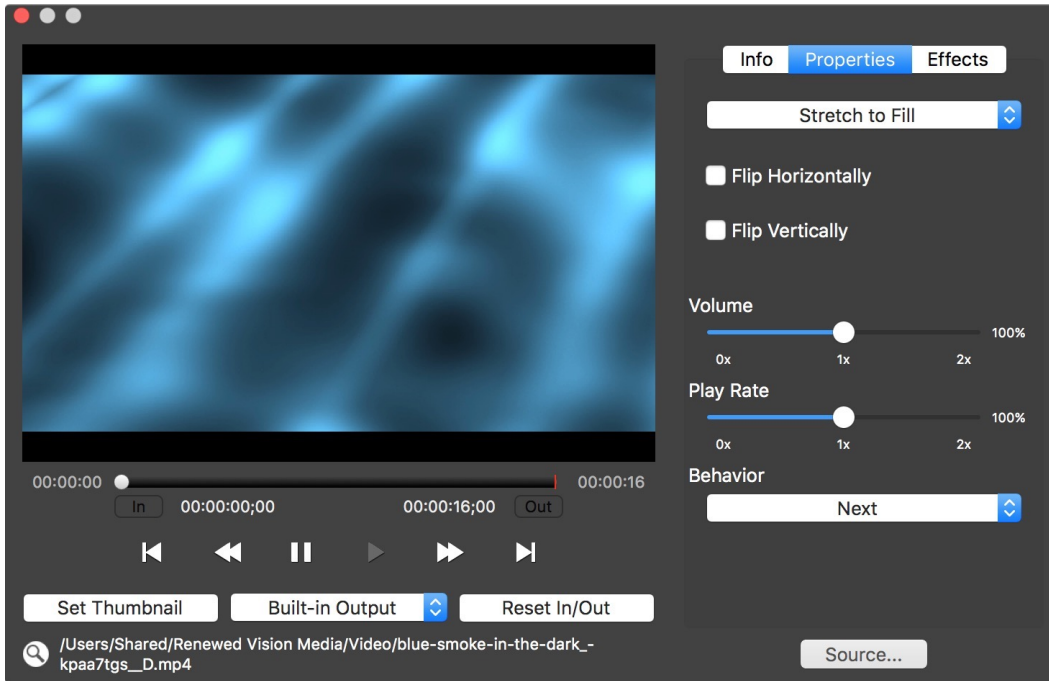 Info Properties Effects
Stretch to Fill
Flip Horizontally
Flip Vertically
Volume
100%
0x 1x 2x
Play Rate
100%
0x 1x 2x
Behavior
Next
00:00:00 00:00:16
In 00:00:00;00 00:00:16;00 Out
Set Thumbnail Built-in Output Reset In/Out
/Users/Shared/Renewed Vision Media/Video/blue-smoke-in-the-dark_-
kpaa7tgs__D.mp4
Source...